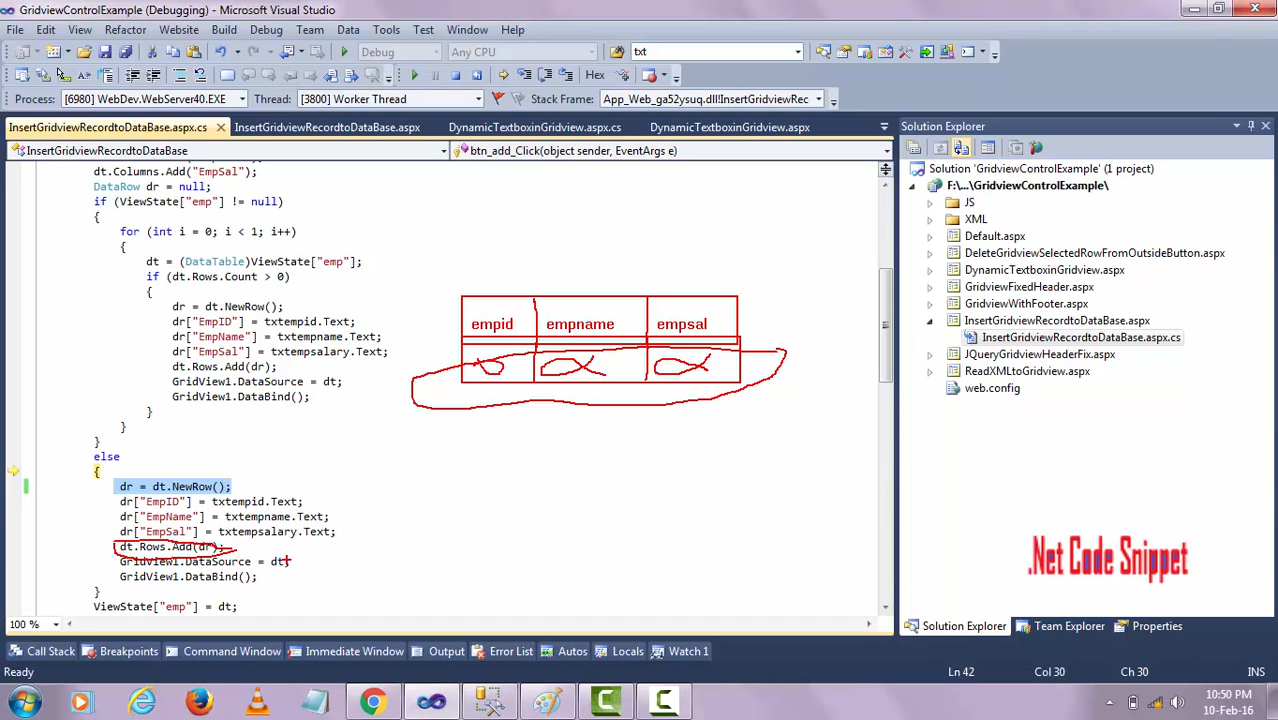 GridviewControlExample (Debugging) - Microsoft Visual Studio
File Edit View Refactor Website Build Debug Team Data Tools Test Window Help
Debug Any CPU txt
Hex
Process: [6980] WebDev.WebServer40.EXE Thread: [3800] Worker Thread Stack Frame: App_Web_ga52ysuq.dll!InsertGridviewRec
InsertGridviewRecordtoDataBase.aspx.cs InsertGridviewRecordtoDataBase.aspx DynamicTextboxinGridview.aspx.cs DynamicTextboxinGridview.aspx
InsertGridviewRecordtoDataBase btn_add_Click(object sender, EventArgs e)
dt.Columns.Add("EmpSal");
DataRow dr = null;
if (ViewState["emp"] != null)
{
for (int i = 0; i < 1; i++)
{
dt = (DataTable)ViewState["emp"];
if (dt.Rows.Count > 0)
{
dr = dt.NewRow();
dr["EmpID"] = txtempid.Text;
dr["EmpName"] = txtempname.Text;
dr["EmpSal"] = txtempsalary.Text;
dt.Rows.Add(dr);
GridView1.DataSource = dt;
GridView1.DataBind();
}
}
}
else
{
dr = dt.NewRow();
dr["EmpID"] = txtempid.Text;
dr["EmpName"] = txtempname.Text;
dr["EmpSal"] = txtempsalary.Text;
dt.Rows.Add(dr);
GridView1.DataSource = dt;
GridView1.DataBind();
}
ViewState["emp"] = dt;
100 %
empid empname empsal
Solution Explorer
Solution 'GridviewControlExample' (1 project)
F:\...\GridviewControlExample\
JS
XML
Default.aspx
DeleteGridviewSelectedRowFromOutsideButton.aspx
DynamicTextboxinGridview.aspx
GridviewFixedHeader.aspx
GridviewWithFooter.aspx
InsertGridviewRecordtoDataBase.aspx
InsertGridviewRecordtoDataBase.aspx.cs
JQueryGridviewHeaderFix.aspx
ReadXMLtoGridview.aspx
web.config
.Net Code Snippet
Solution Explorer Team Explorer Properties
Call Stack Breakpoints Command Window Immediate Window Output Error List Autos Locals Watch 1
Ready Ln 42 Col 30 Ch 30 INS
10:50 PM
10-Feb-16